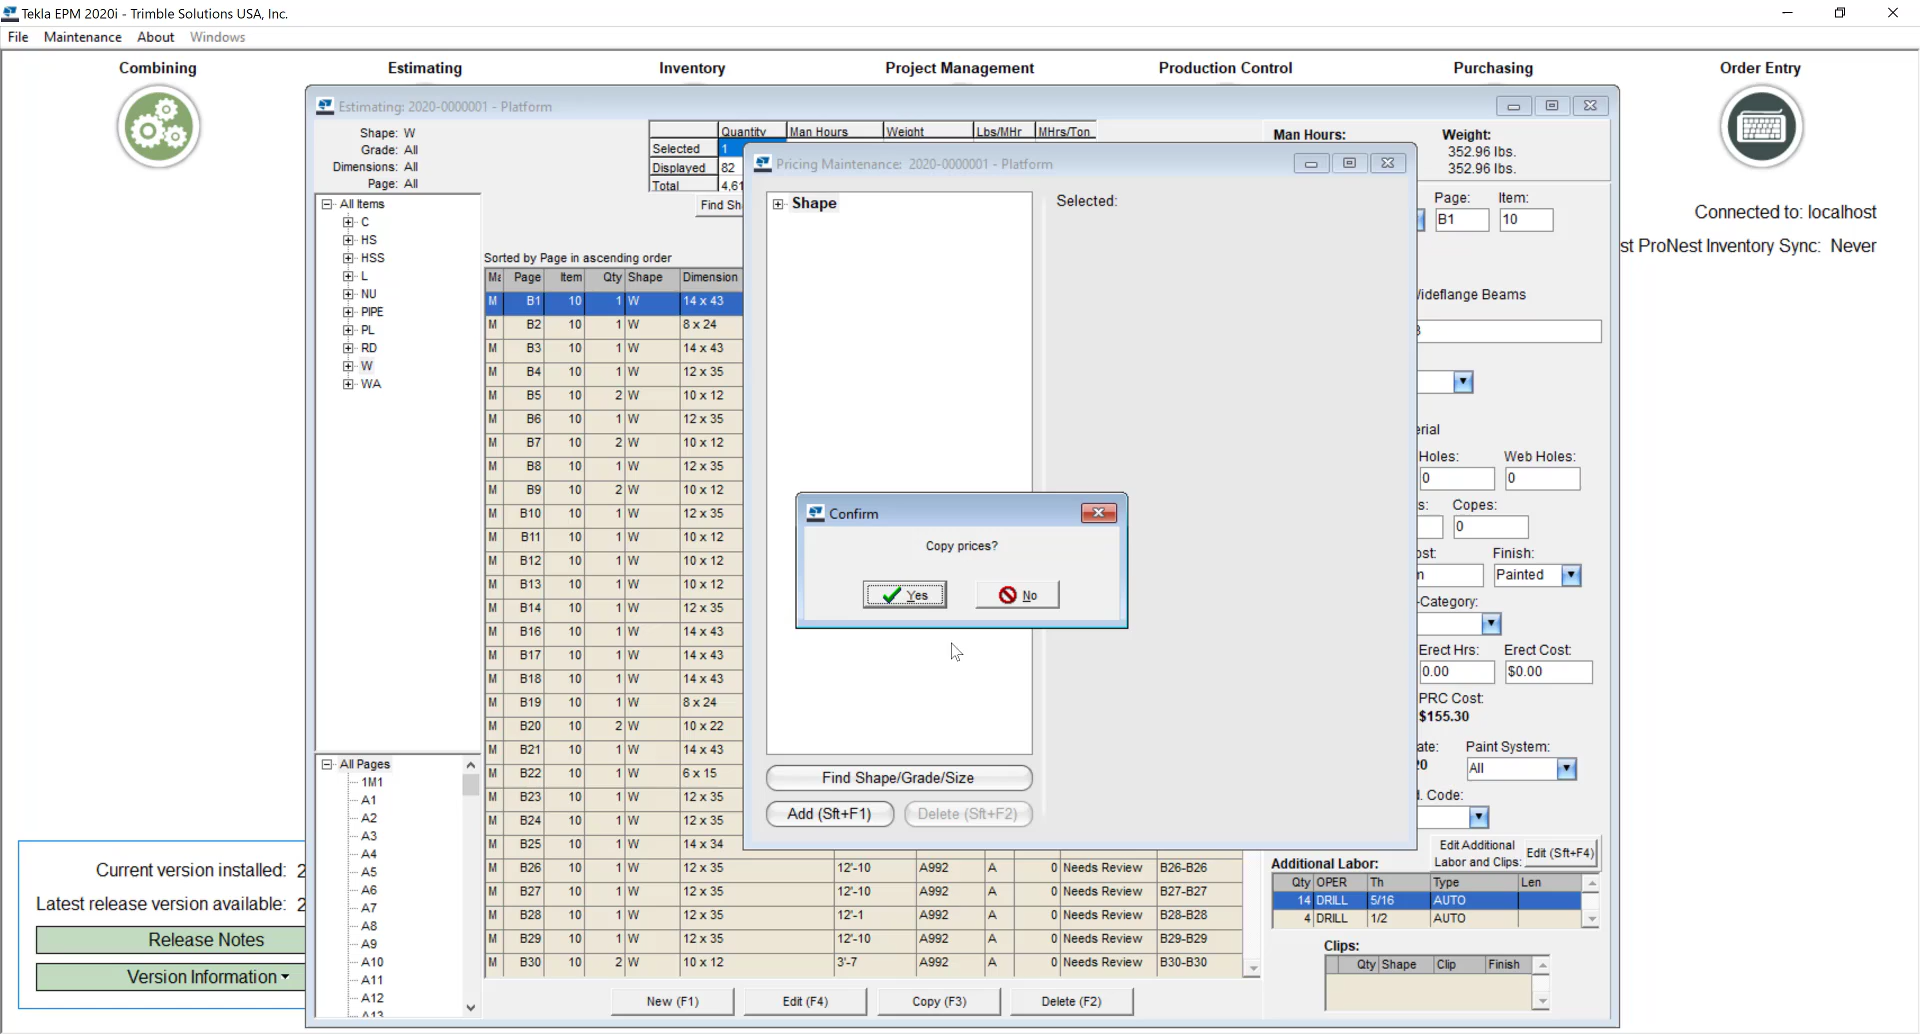 Tekla EPM 2020i - Trimble Solutions USA, Inc.
File Maintenance About Windows
Combining Estimating Inventory Project Management Production Control Purchasing Order Entry
Estimating: 2020-0000001 - Platform
Shape: W
Grade: All
Dimensions: All
Page: All
Quantity Man Hours Weight Lbs/MHr MHrs/Ton
Selected 1
Displayed 82
Total 4,61
Find Sh
Man Hours: Weight:
352.96 lbs.
352.96 lbs.
Page: Item:
B1 10
Connected to: localhost
st ProNest Inventory Sync: Never
Pricing Maintenance: 2020-0000001 - Platform
Shape
Selected:
Confirm
Copy prices?
Yes No
Find Shape/Grade/Size
Add (Sft+F1) Delete (Sft+F2)
All Items
C
HS
HSS
L
NU
PIPE
PL
RD
W
WA
All Pages
1M1
A1
A2
A3
A4
A5
A6
A7
A8
A9
A10
A11
A12
A13
Sorted by Page in ascending order
Page Item Qty Shape Dimension
M B1 10 1 W 14 x 43
M B2 10 1 W 8 x 24
M B3 10 1 W 14 x 43
M B4 10 1 W 12 x 35
M B5 10 2 W 10 x 12
M B6 10 1 W 12 x 35
M B7 10 2 W 10 x 12
M B8 10 1 W 12 x 35
M B9 10 2 W 10 x 12
M B10 10 1 W 12 x 35
M B11 10 1 W 10 x 12
M B12 10 1 W 10 x 12
M B13 10 1 W 10 x 12
M B14 10 1 W 12 x 35
M B16 10 1 W 14 x 43
M B17 10 1 W 14 x 43
M B18 10 1 W 14 x 43
M B19 10 1 W 8 x 24
M B20 10 2 W 10 x 22
M B21 10 1 W 14 x 43
M B22 10 1 W 6 x 15
M B23 10 1 W 12 x 35
M B24 10 1 W 12 x 35
M B25 10 1 W 14 x 34
M B26 10 1 W 12 x 35 12'-10 A992 A 0 Needs Review B26-B26
M B27 10 1 W 12 x 35 12'-10 A992 A 0 Needs Review B27-B27
M B28 10 1 W 12 x 35 12'-1 A992 A 0 Needs Review B28-B28
M B29 10 1 W 12 x 35 12'-10 A992 A 0 Needs Review B29-B29
M B30 10 2 W 10 x 12 3'-7 A992 A 0 Needs Review B30-B30
New (F1) Edit (F4) Copy (F3) Delete (F2)
Wideflange Beams
erial
Holes: Web Holes:
0 0
s: Copes:
0
ost: Finish:
Painted
-Category:
Erect Hrs: Erect Cost:
0.00 $0.00
PRC Cost:
$155.30
ate: Paint System:
All
. Code:
Additional Labor: Edit Additional Labor and Clips: Edit (Sft+F4)
Qty OPER Th Type Len
14 DRILL 5/16 AUTO
4 DRILL 1/2 AUTO
Clips:
Qty Shape Clip Finish
Current version installed: 2
Latest release version available: 2
Release Notes
Version Information